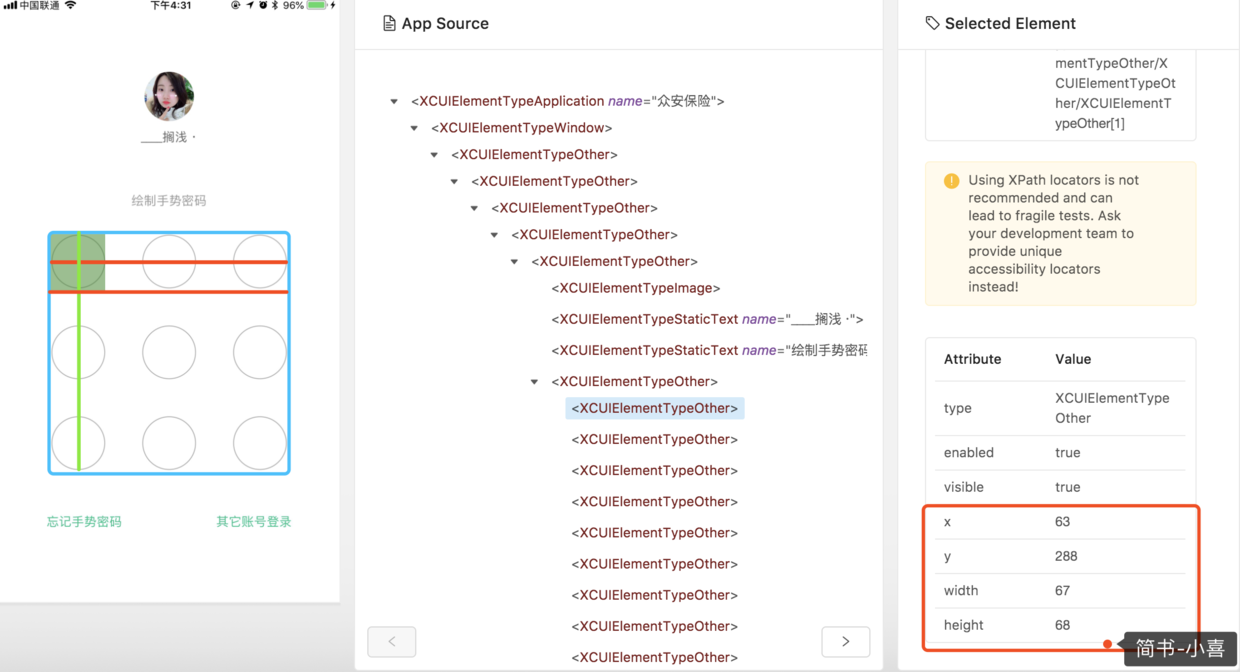 中国联通
下午4:31
96%
___搁浅 ·
绘制手势密码
忘记手势密码
其它账号登录
App Source
<XCUIElementTypeApplication name="众安保险">
<XCUIElementTypeWindow>
<XCUIElementTypeOther>
<XCUIElementTypeOther>
<XCUIElementTypeOther>
<XCUIElementTypeOther>
<XCUIElementTypeOther>
<XCUIElementTypeImage>
<XCUIElementTypeStaticText name="___搁浅 ·">
<XCUIElementTypeStaticText name="绘制手势密码
<XCUIElementTypeOther>
<XCUIElementTypeOther>
<XCUIElementTypeOther>
<XCUIElementTypeOther>
<XCUIElementTypeOther>
<XCUIElementTypeOther>
<XCUIElementTypeOther>
<XCUIElementTypeOther>
<XCUIElementTypeOther>
<XCUIElementTypeOther>
<
>
Selected Element
mentTypeOther/X
CUIElementTypeOt
her/XCUIElementT
ypeOther[1]
Using XPath locators is not
recommended and can
lead to fragile tests. Ask
your development team to
provide unique
accessibility locators
instead!
Attribute Value
type XCUIElementType
Other
enabled true
visible true
x 63
y 288
width 67
height 68
简书-小喜